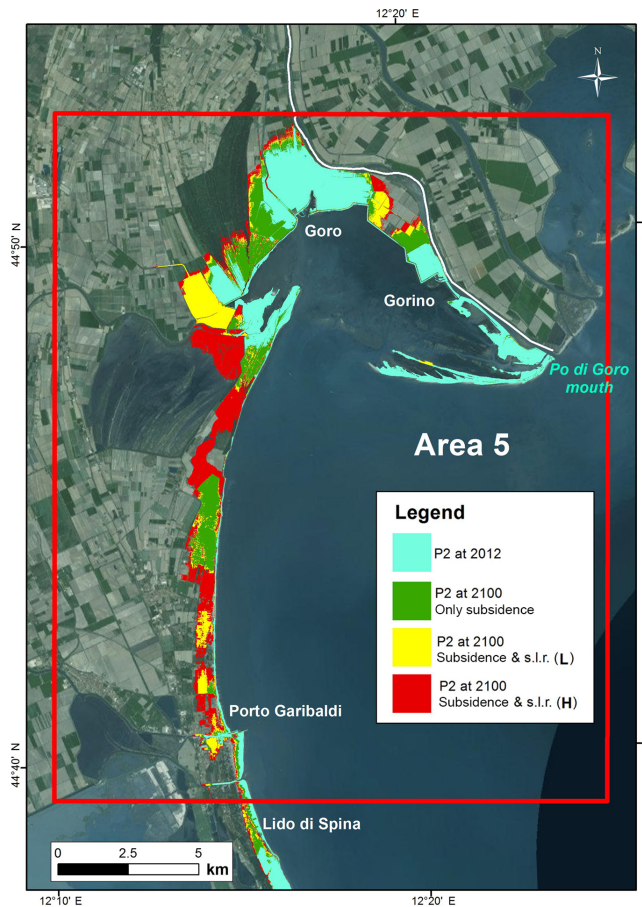 12°20'
N
44°50'
Goro
Gorino
Po di Goro
mouth
Area 5
Legend
P2 at 2012
P2 at 2100
Only subsidence
P2 at 2100
Subsidence & s.l.r. (L)
P2 at 2100
Subsidence & s.l.r. (H)
Porto Garibaldi
44°40'
Lido di Spina
0 2.5 5
km
12°10' 12°20'